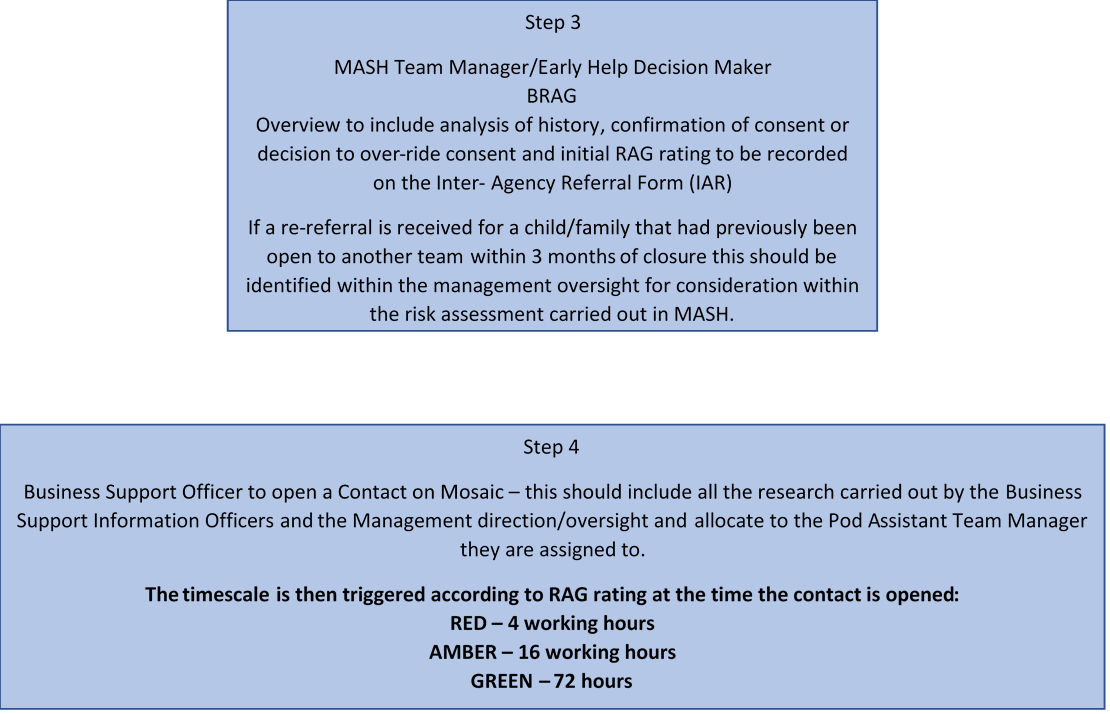 Step 3
MASH Team Manager/Early Help Decision Maker
BRAG
Overview to include analysis of history, confirmation of consent or
decision to over-ride consent and initial RAG rating to be recorded
on the Inter- Agency Referral Form (IAR)
If a re-referral is received for a child/family that had previously been
open to another team within 3 months of closure this should be
identified within the management oversight for consideration within
the risk assessment carried out in MASH.
Step 4
Business Support Officer to open a Contact on Mosaic – this should include all the research carried out by the Business
Support Information Officers and the Management direction/oversight and allocate to the Pod Assistant Team Manager
they are assigned to.
The timescale is then triggered according to RAG rating at the time the contact is opened:
RED – 4 working hours
AMBER – 16 working hours
GREEN – 72 hours